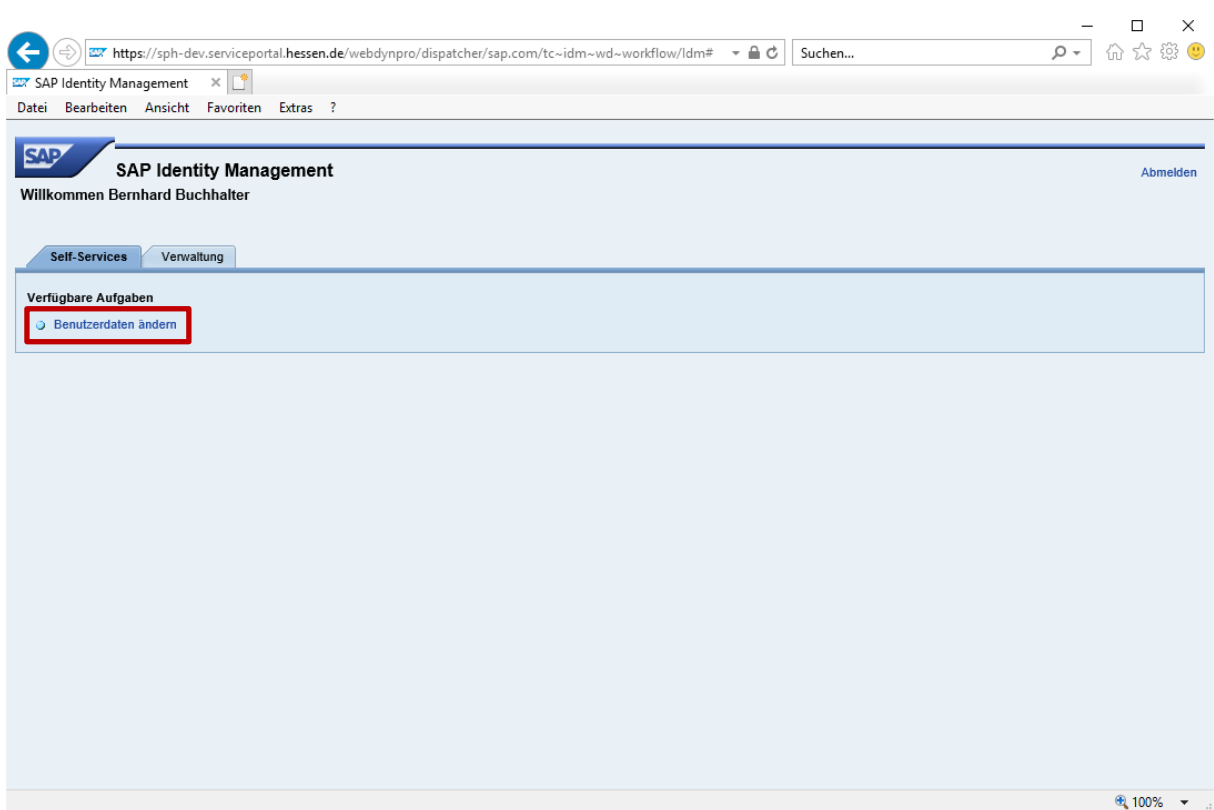 https://sph-dev.serviceportal.hessen.de/webdynpro/dispatcher/sap.com/tc~idm~wd~workflow/Idm# Suchen...
SAP Identity Management
Datei Bearbeiten Ansicht Favoriten Extras ?
SAP
SAP Identity Management
Abmelden
Willkommen Bernhard Buchhalter
Self-Services Verwaltung
Verfügbare Aufgaben
Benutzerdaten ändern
100%